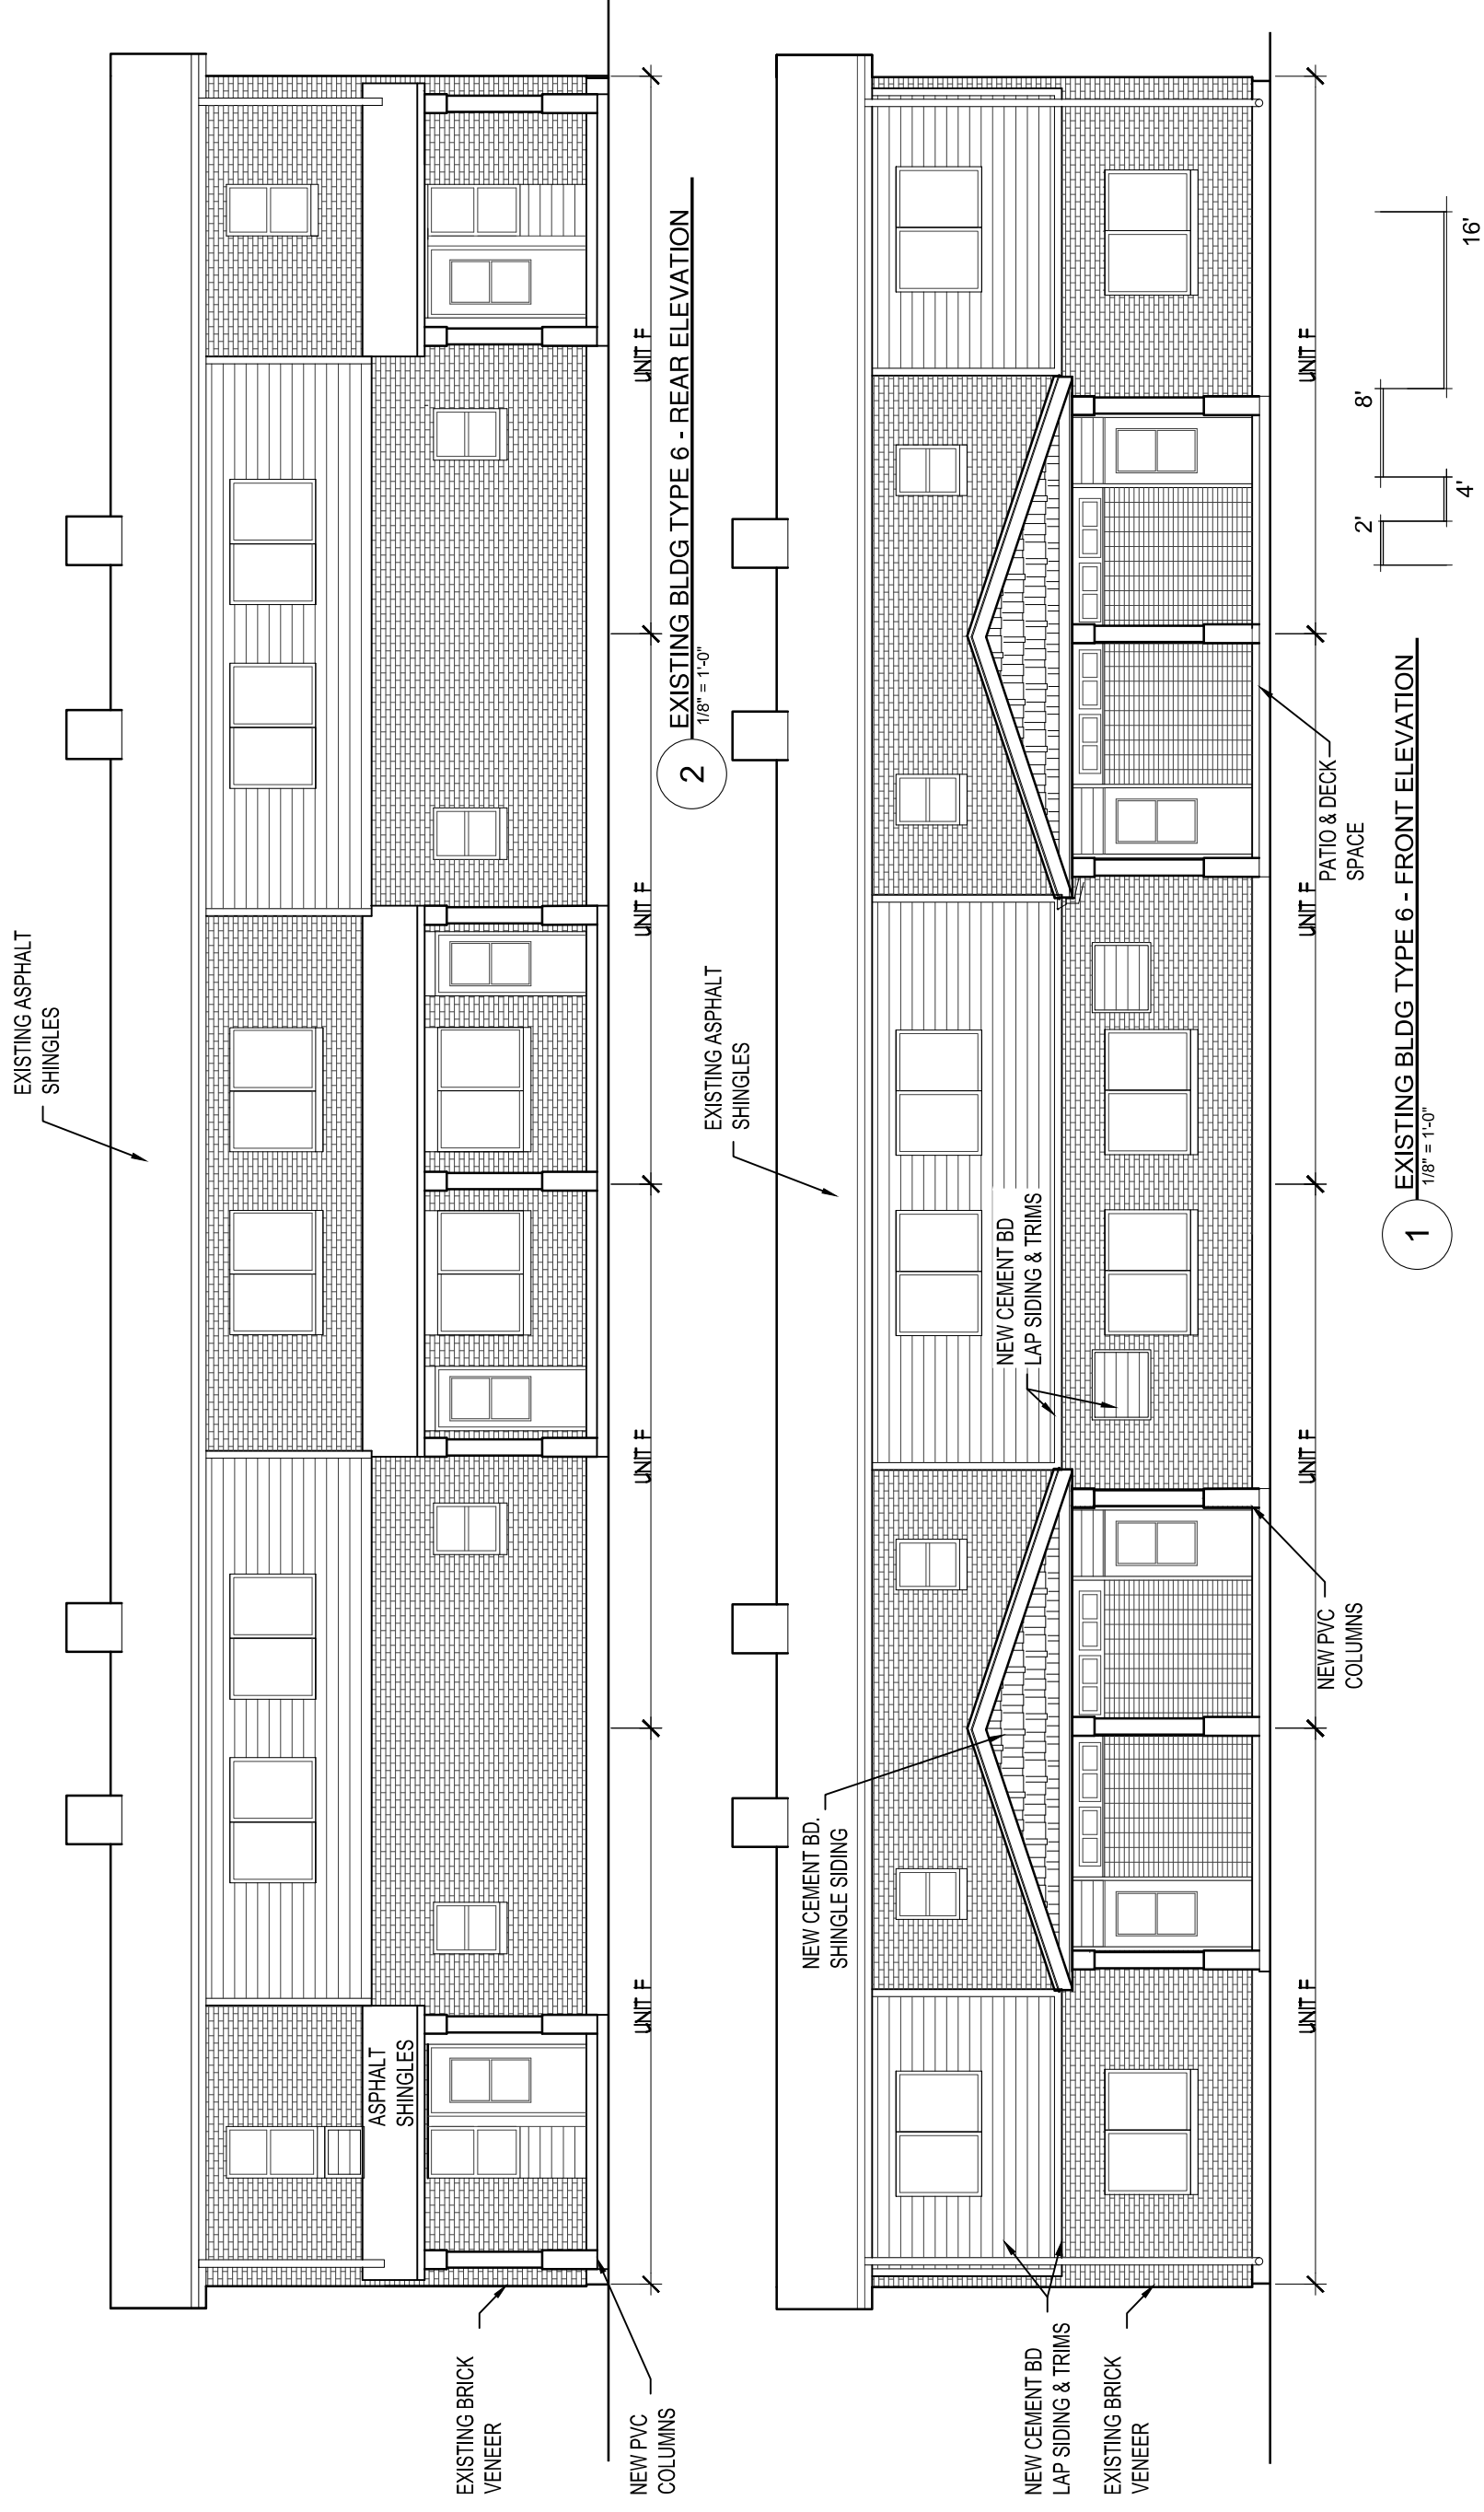 EXISTING ASPHALT
SHINGLES
ASPHALT
SHINGLES
EXISTING BRICK
VENEER
NEW PVC
COLUMNS
UNIT F
UNIT F
UNIT F
UNIT F
2
EXISTING BLDG TYPE 6 - REAR ELEVATION
1/8" = 1'-0"
EXISTING ASPHALT
SHINGLES
NEW CEMENT BD.
SHINGLE SIDING
NEW CEMENT BD
LAP SIDING & TRIMS
NEW CEMENT BD
LAP SIDING & TRIMS
EXISTING BRICK
VENEER
NEW PVC
COLUMNS
PATIO & DECK
SPACE
UNIT F
UNIT F
UNIT F
UNIT F
1
EXISTING BLDG TYPE 6 - FRONT ELEVATION
1/8" = 1'-0"
2'
4'
8'
16'